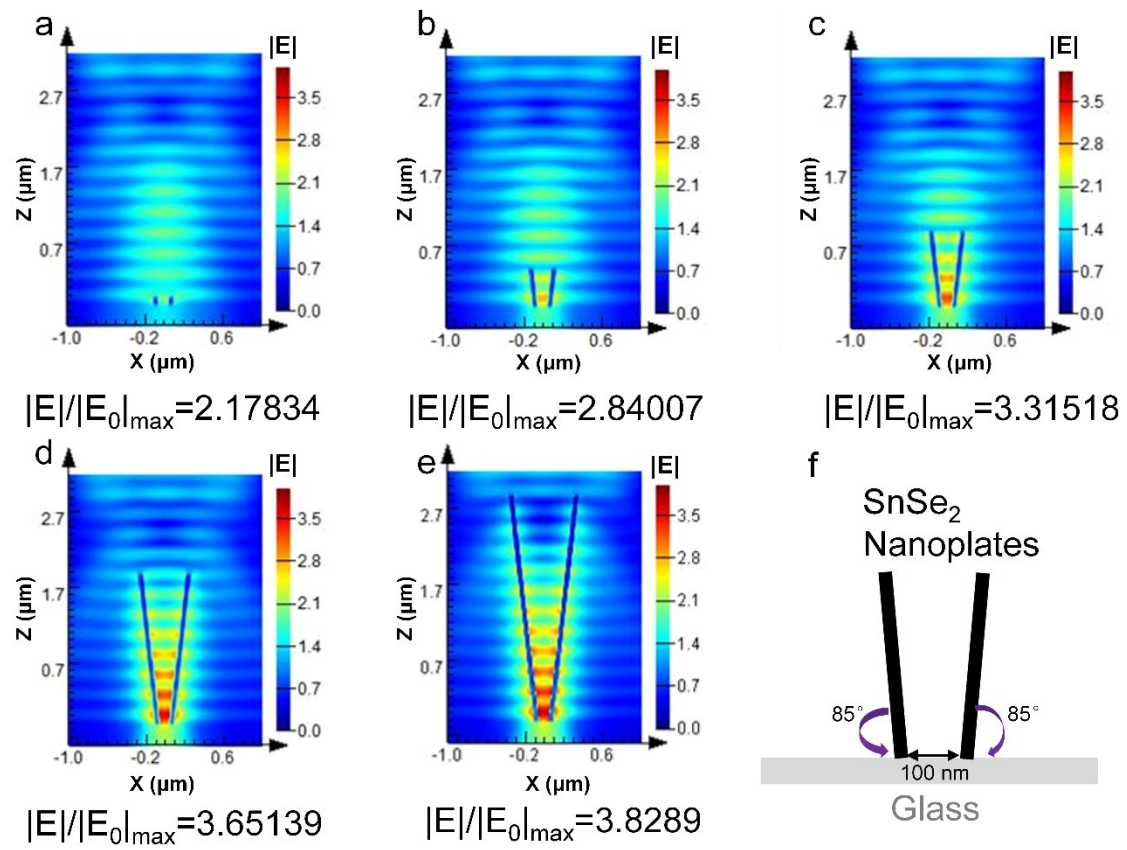 a
|E|
3.5
2.8
2.1
1.4
0.7
0.0
2.7
1.7
0.7
Z (μm)
-1.0 -0.2 0.6
X (μm)
|E|/|E₀|ₘₐₓ=2.17834
b
|E|
3.5
2.8
2.1
1.4
0.7
0.0
2.7
1.7
0.7
Z (μm)
-1.0 -0.2 0.6
X (μm)
|E|/|E₀|ₘₐₓ=2.84007
c
|E|
3.5
2.8
2.1
1.4
0.7
0.0
2.7
1.7
0.7
Z (μm)
-1.0 -0.2 0.6
X (μm)
|E|/|E₀|ₘₐₓ=3.31518
d
|E|
3.5
2.8
2.1
1.4
0.7
0.0
2.7
1.7
0.7
Z (μm)
-1.0 -0.2 0.6
X (μm)
|E|/|E₀|ₘₐₓ=3.65139
e
|E|
3.5
2.8
2.1
1.4
0.7
0.0
2.7
1.7
0.7
Z (μm)
-1.0 -0.2 0.6
X (μm)
|E|/|E₀|ₘₐₓ=3.8289
f
SnSe₂
Nanoplates
85° 85°
100 nm
Glass